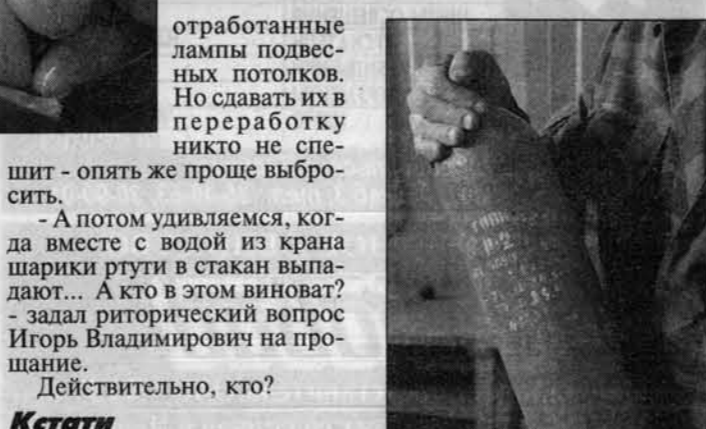 отработанные
лампы подвес-
ных потолков.
Но сдавать их в
переработку
никто не спе-
шит - опять же проще выбро-
сить.
- А потом удивляемся, ког-
да вместе с водой из крана
шарики ртути в стакан выпа-
дают... А кто в этом виноват?
- задал риторический вопрос
Игорь Владимирович на про-
щание.
Действительно, кто?
Кстати